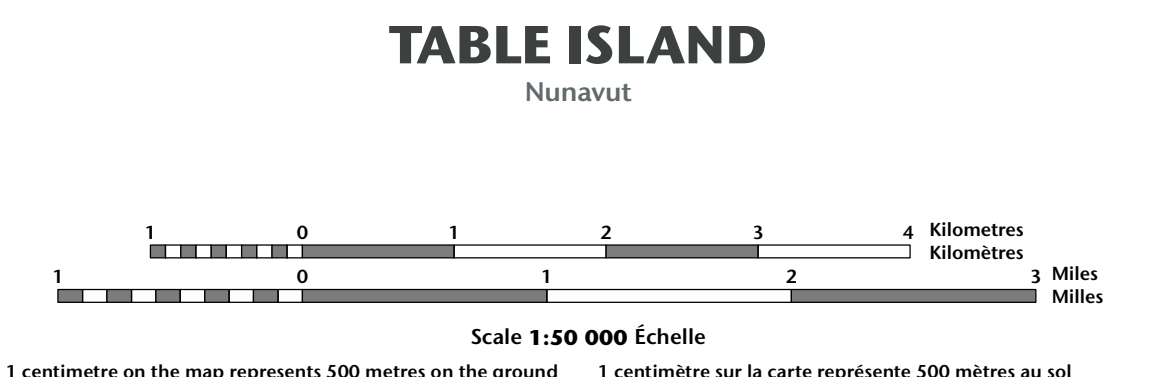 TABLE ISLAND
Nunavut
1 0 1 2 3 4 Kilometres
Kilomètres
1 0 1 2 3 Miles
Milles
Scale 1:50 000 Échelle
1 centimetre on the map represents 500 metres on the ground 1 centimètre sur la carte représente 500 mètres au sol